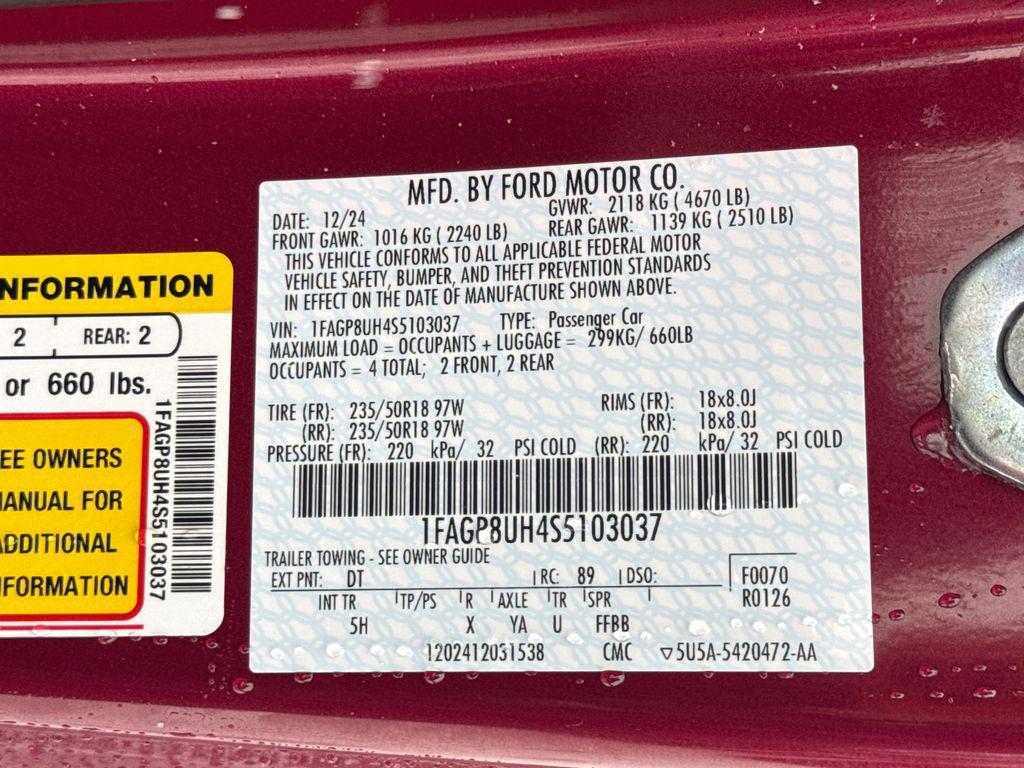 NFORMATION
2 REAR: 2
or 660 lbs.
EE OWNERS
MANUAL FOR
ADDITIONAL
NFORMATION
1FAGP8UH4S5103037
MFD. BY FORD MOTOR CO.
DATE: 12/24 GVWR: 2118 KG ( 4670 LB)
FRONT GAWR: 1016 KG ( 2240 LB) REAR GAWR: 1139 KG ( 2510 LB)
THIS VEHICLE CONFORMS TO ALL APPLICABLE FEDERAL MOTOR
VEHICLE SAFETY, BUMPER, AND THEFT PREVENTION STANDARDS
IN EFFECT ON THE DATE OF MANUFACTURE SHOWN ABOVE.
VIN: 1FAGP8UH4S5103037 TYPE: Passenger Car
MAXIMUM LOAD = OCCUPANTS + LUGGAGE = 299KG/ 660LB
OCCUPANTS = 4 TOTAL; 2 FRONT, 2 REAR
TIRE (FR): 235/50R18 97W RIMS (FR): 18x8.0J
(RR): 235/50R18 97W (RR): 18x8.0J
PRESSURE (FR): 220 kPa/ 32 PSI COLD (RR): 220 kPa/ 32 PSI COLD
1FAGP8UH4S5103037
TRAILER TOWING - SEE OWNER GUIDE
EXT PNT: DT RC: 89 DSO: F0070
INT TR TP/PS R AXLE TR SPR R0126
5H X YA U FFBB
1202412031538 CMC ▽5U5A-5420472-AA